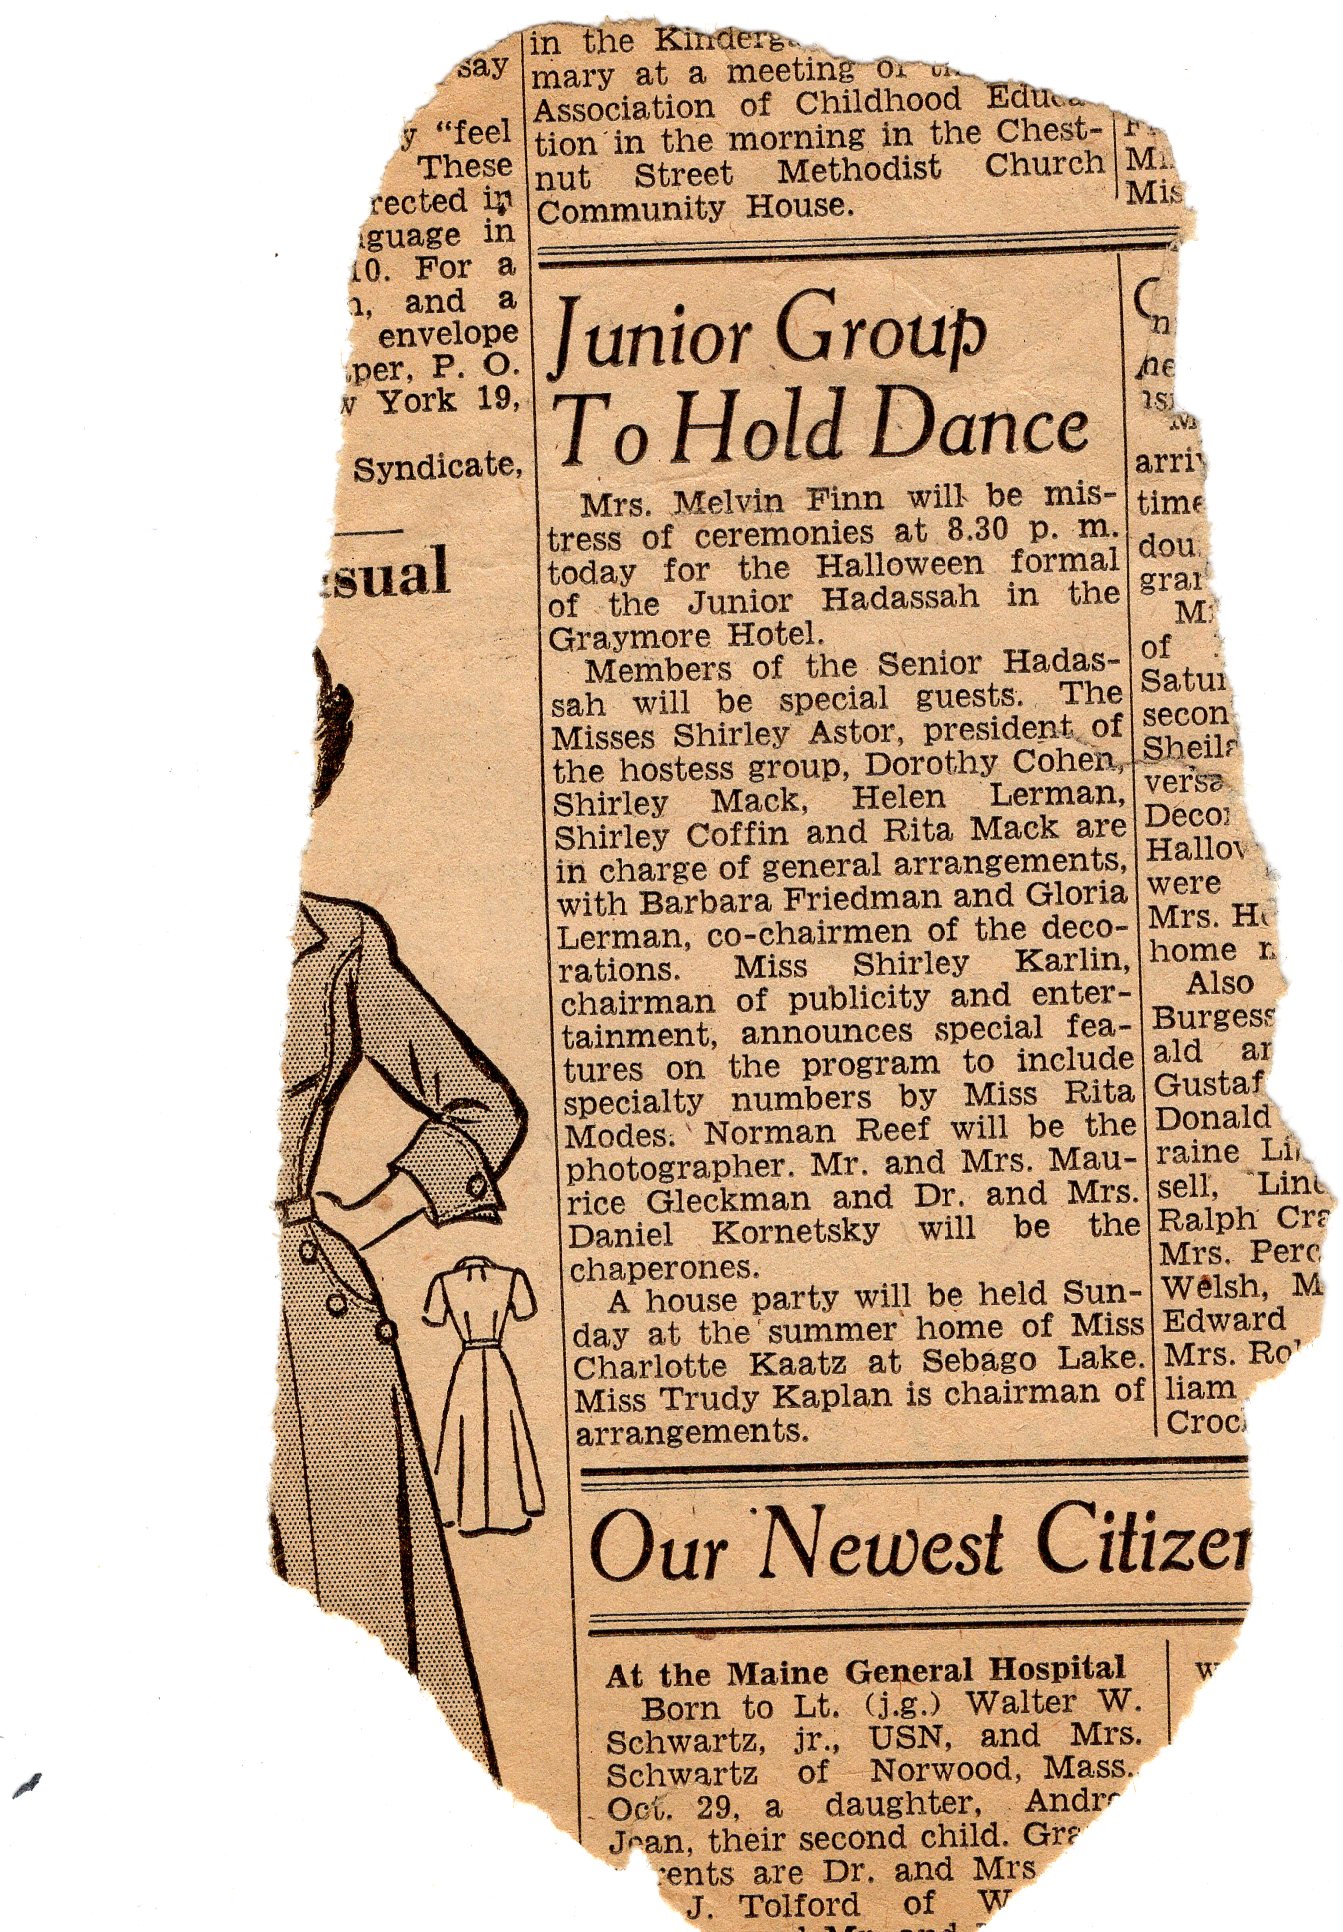 say
"feel
These
in
in
10. For a
and a
envelope
P. O.
York 19,
Syndicate,
in the
mary at a meeting of
Association of Childhood Educa-
tion in the morning in the Chest-
nut Street Methodist Church
Community House.
Junior Group
To Hold Dance
Mrs. Melvin Finn will be mis-
tress of ceremonies at 8.30 p. m.
today for the Halloween formal
of the Junior Hadassah in the
Graymore Hotel.
Members of the Senior Hadas-
sah will be special guests. The
Misses Shirley Astor, president of
the hostess group, Dorothy Cohen,
Shirley Mack, Helen Lerman,
Shirley Coffin and Rita Mack are
in charge of general arrangements,
with Barbara Friedman and Gloria
Lerman, co-chairmen of the deco-
rations. Miss Shirley Karlin,
chairman of publicity and enter-
tainment, announces special fea-
tures on the program to include
specialty numbers by Miss Rita
Modes. Norman Reef will be the
photographer. Mr. and Mrs. Mau-
rice Gleckman and Dr. and Mrs.
Daniel Kornetsky will be the
chaperones.
A house party will be held Sun-
day at the summer home of Miss
Charlotte Kaatz at Sebago Lake.
Miss Trudy Kaplan is chairman of
arrangements.
time
of
secon
were
Mrs.
home
Also
Burgess
ald
Gustaf
Donald
raine
sell,
Ralph
Mrs.
Welsh,
Edward
Mrs.
liam
Our Newest Citizen
At the Maine General Hospital
Born to Lt. (j.g.) Walter W.
Schwartz, jr., USN, and Mrs.
Schwartz of Norwood, Mass.
Oct. 29, a daughter,
Jean, their second child.
are Dr. and Mrs
J. Tolford of